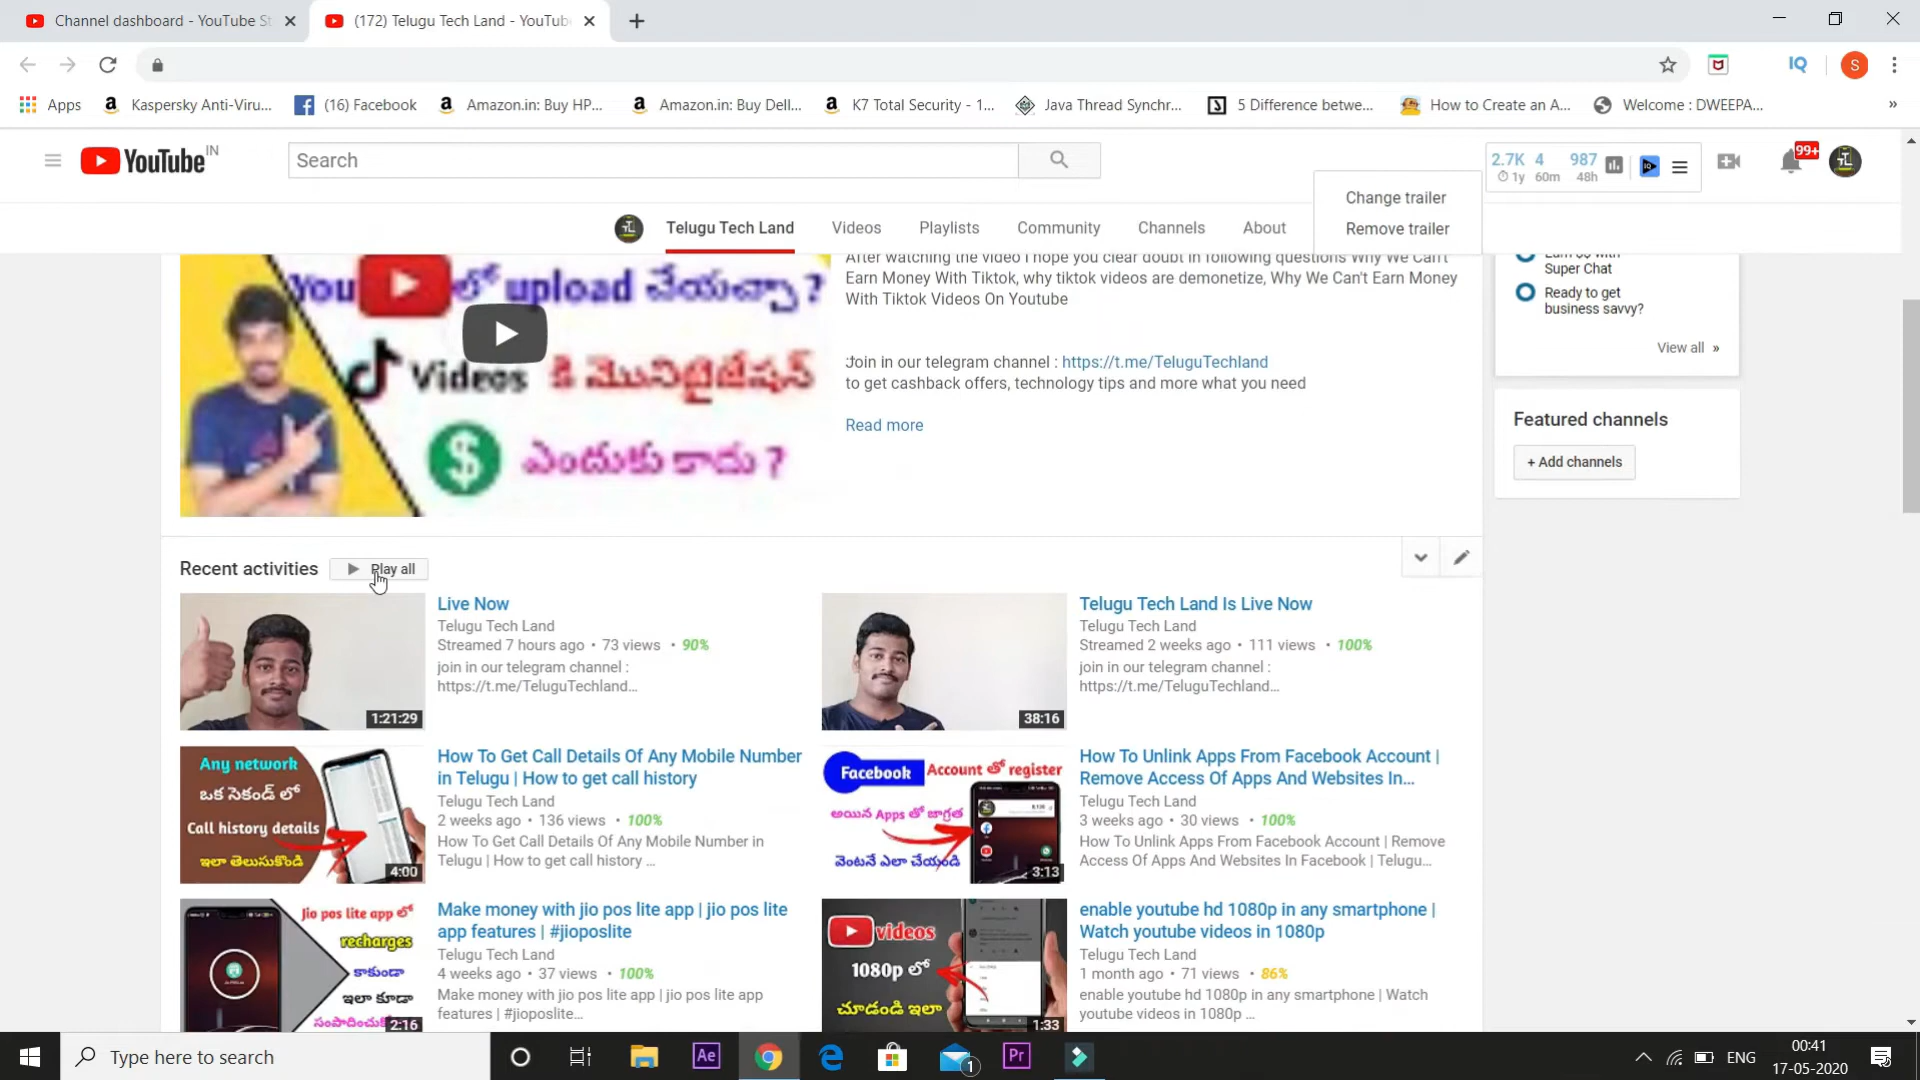 Channel dashboard - YouTube St
(172) Telugu Tech Land - YouTub
Apps
Kaspersky Anti-Viru...
(16) Facebook
Amazon.in: Buy HP...
Amazon.in: Buy Dell...
K7 Total Security - 1...
Java Thread Synchr...
5 Difference betwe...
How to Create an A...
Welcome : DWEEPA...
IQ
S
YouTube IN
Search
2.7K 4 987
1y 60m 48h
99+
Change trailer
Remove trailer
Telugu Tech Land
Videos
Playlists
Community
Channels
About
You లో upload చేయచ్చా ?
Videos కి మొనిటైజేషన్
$ ఎందుకు కాదు ?
After watching the video I hope you clear doubt in following questions Why We Can't
Earn Money With Tiktok, why tiktok videos are demonetize, Why We Can't Earn Money
With Tiktok Videos On Youtube
Join in our telegram channel : https://t.me/TeluguTechland
to get cashback offers, technology tips and more what you need
Read more
Earn $$ with
Super Chat
Ready to get
business savvy?
View all »
Featured channels
+ Add channels
Recent activities
Play all
Live Now
Telugu Tech Land
Streamed 7 hours ago • 73 views • 90%
join in our telegram channel :
https://t.me/TeluguTechland...
1:21:29
Telugu Tech Land Is Live Now
Telugu Tech Land
Streamed 2 weeks ago • 111 views • 100%
join in our telegram channel :
https://t.me/TeluguTechland...
38:16
Any network
ఒక సెకండ్ లో
Call history details
ఇలా తెలుసుకోండి
4:00
How To Get Call Details Of Any Mobile Number
in Telugu | How to get call history
Telugu Tech Land
2 weeks ago • 136 views • 100%
How To Get Call Details Of Any Mobile Number in
Telugu | How to get call history ...
Facebook Account తో register
అయిన Apps తో జాగ్రత్త
వెంటనే ఎలా చేయండి
3:13
How To Unlink Apps From Facebook Account |
Remove Access Of Apps And Websites In...
Telugu Tech Land
3 weeks ago • 30 views • 100%
How To Unlink Apps From Facebook Account | Remove
Access Of Apps And Websites In Facebook | Telugu...
Jio pos lite app లో
recharges
కాకుండా
ఇలా కూడా
2:16
Make money with jio pos lite app | jio pos lite
app features | #jioposlite
Telugu Tech Land
4 weeks ago • 37 views • 100%
Make money with jio pos lite app | jio pos lite app
features | #jioposlite...
videos
1080p లో
చూడండి ఇలా
1:33
enable youtube hd 1080p in any smartphone |
Watch youtube videos in 1080p
Telugu Tech Land
1 month ago • 71 views • 86%
enable youtube hd 1080p in any smartphone | Watch
youtube videos in 1080p ...
Type here to search
Ae
Pr
1
ENG
00:41
17-05-2020